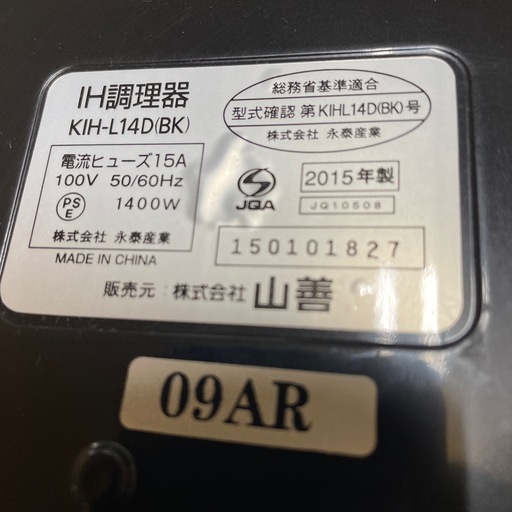 IH調理器
KIH-L14D(BK)
電流ヒューズ15A
100V 50/60Hz
PSE 1400W
株式会社 永泰産業
MADE IN CHINA
総務省基準適合
型式確認 第KIHL14D(BK)号
株式会社 永泰産業
JQA
2015年製
JQ10508
150101827
販売元:株式会社 山善
09AR